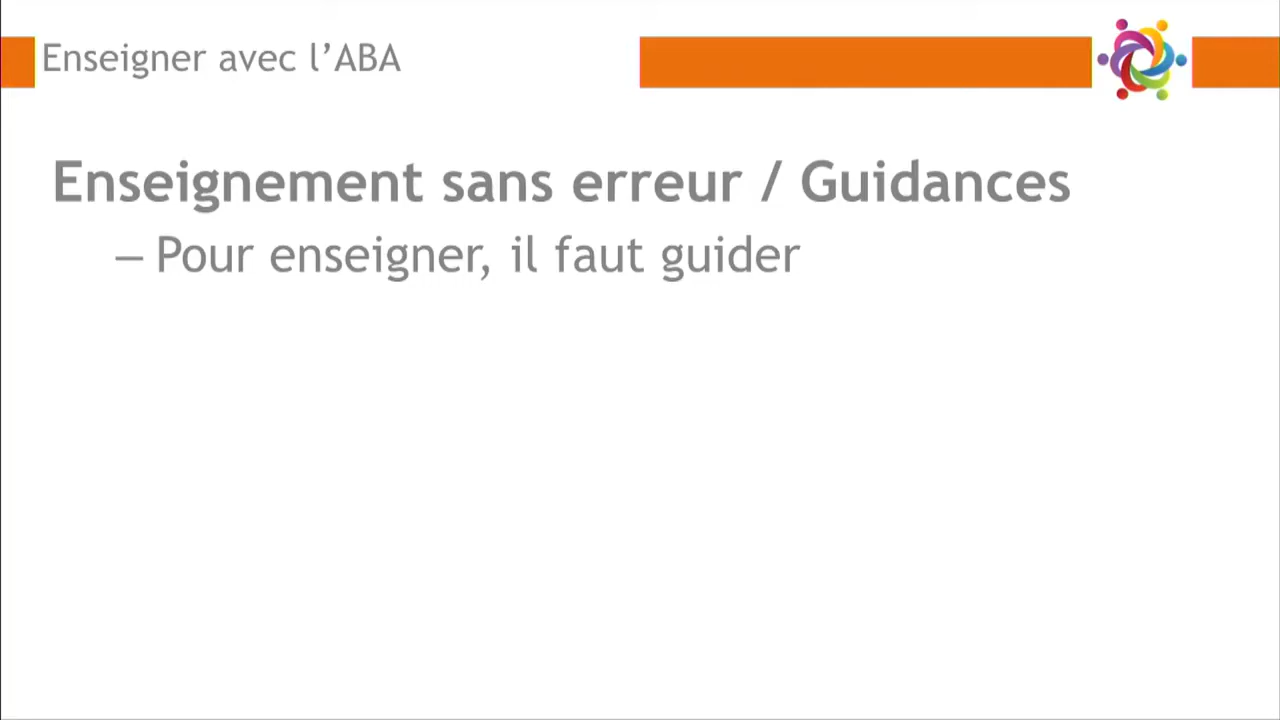 Enseigner avec l’ABA
Enseignement sans erreur / Guidances
– Pour enseigner, il faut guider